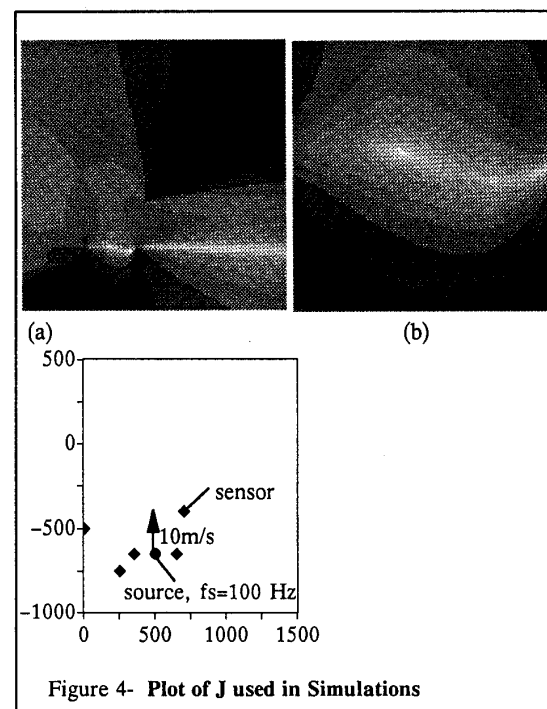 (a)
(b)
500
0
-500
-1000
0
500
1000
1500
sensor
10m/s
source, fs=100 Hz
Figure 4- Plot of J used in Simulations